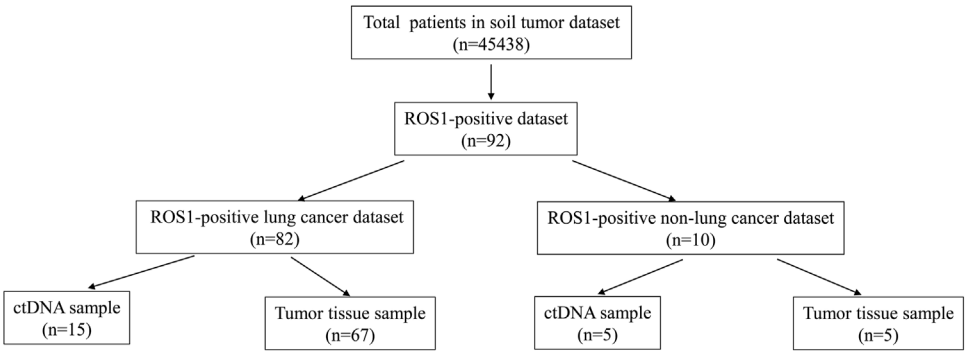 Total patients in soil tumor dataset
(n=45438)
ROS1-positive dataset
(n=92)
ROS1-positive lung cancer dataset
(n=82)
ROS1-positive non-lung cancer dataset
(n=10)
ctDNA sample
(n=15)
Tumor tissue sample
(n=67)
ctDNA sample
(n=5)
Tumor tissue sample
(n=5)